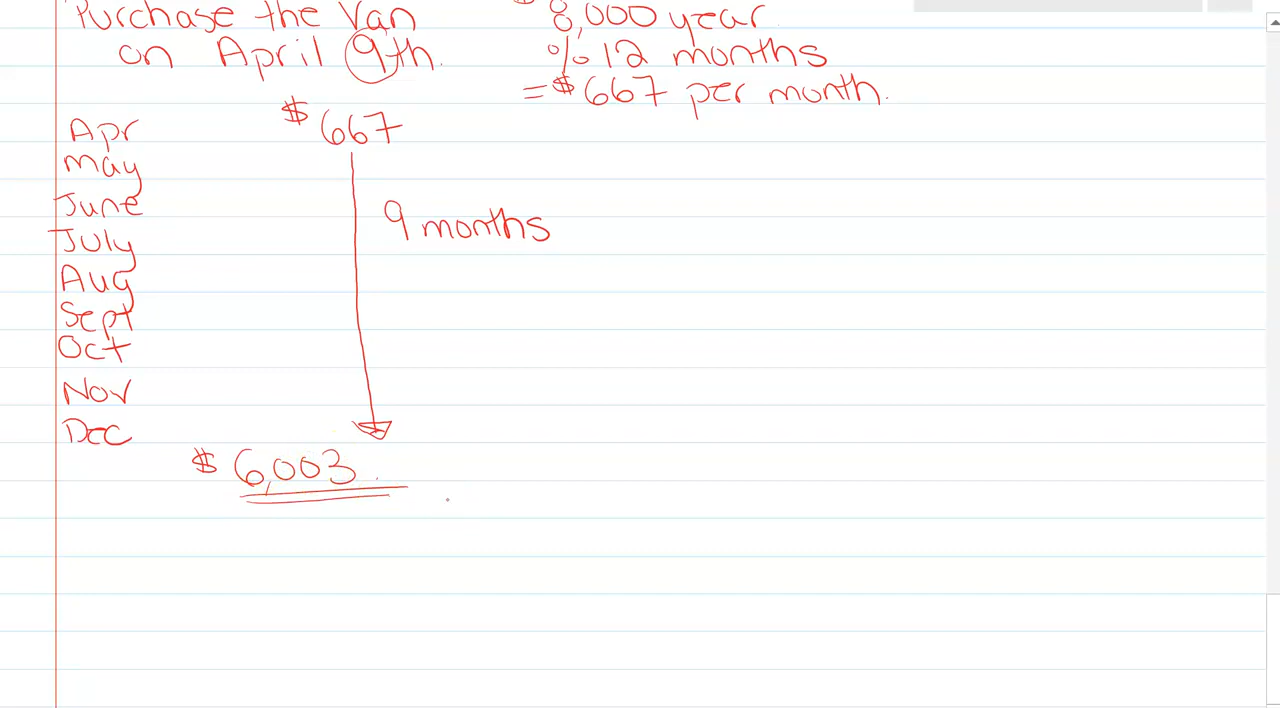 Purchase the Van
on April 9th.
$ 8,000 year
% 12 months
= $ 667 per month.
$ 667
Apr
May
June
July
Aug
Sept
Oct
Nov
Dec
9 months
$ 6,003